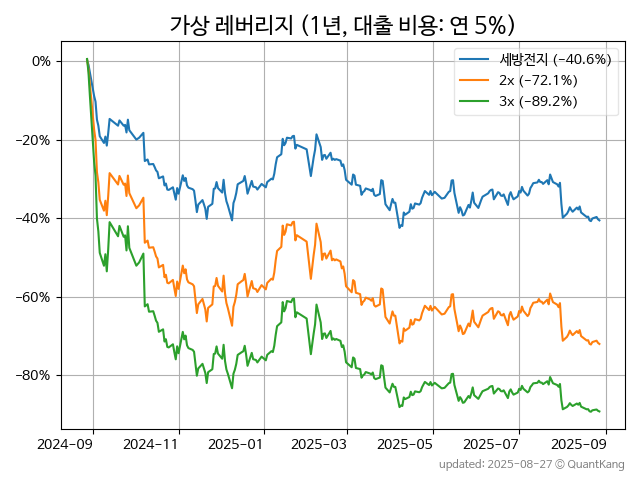 가상 레버리지 (1년, 대출 비용: 연 5%)
세방전지 (−40.6%)
2x (−72.1%)
3x (−89.2%)
0%
−20%
−40%
−60%
−80%
2024-09 2024-11 2025-01 2025-03 2025-05 2025-07 2025-09
updated: 2025-08-27 © QuantKang